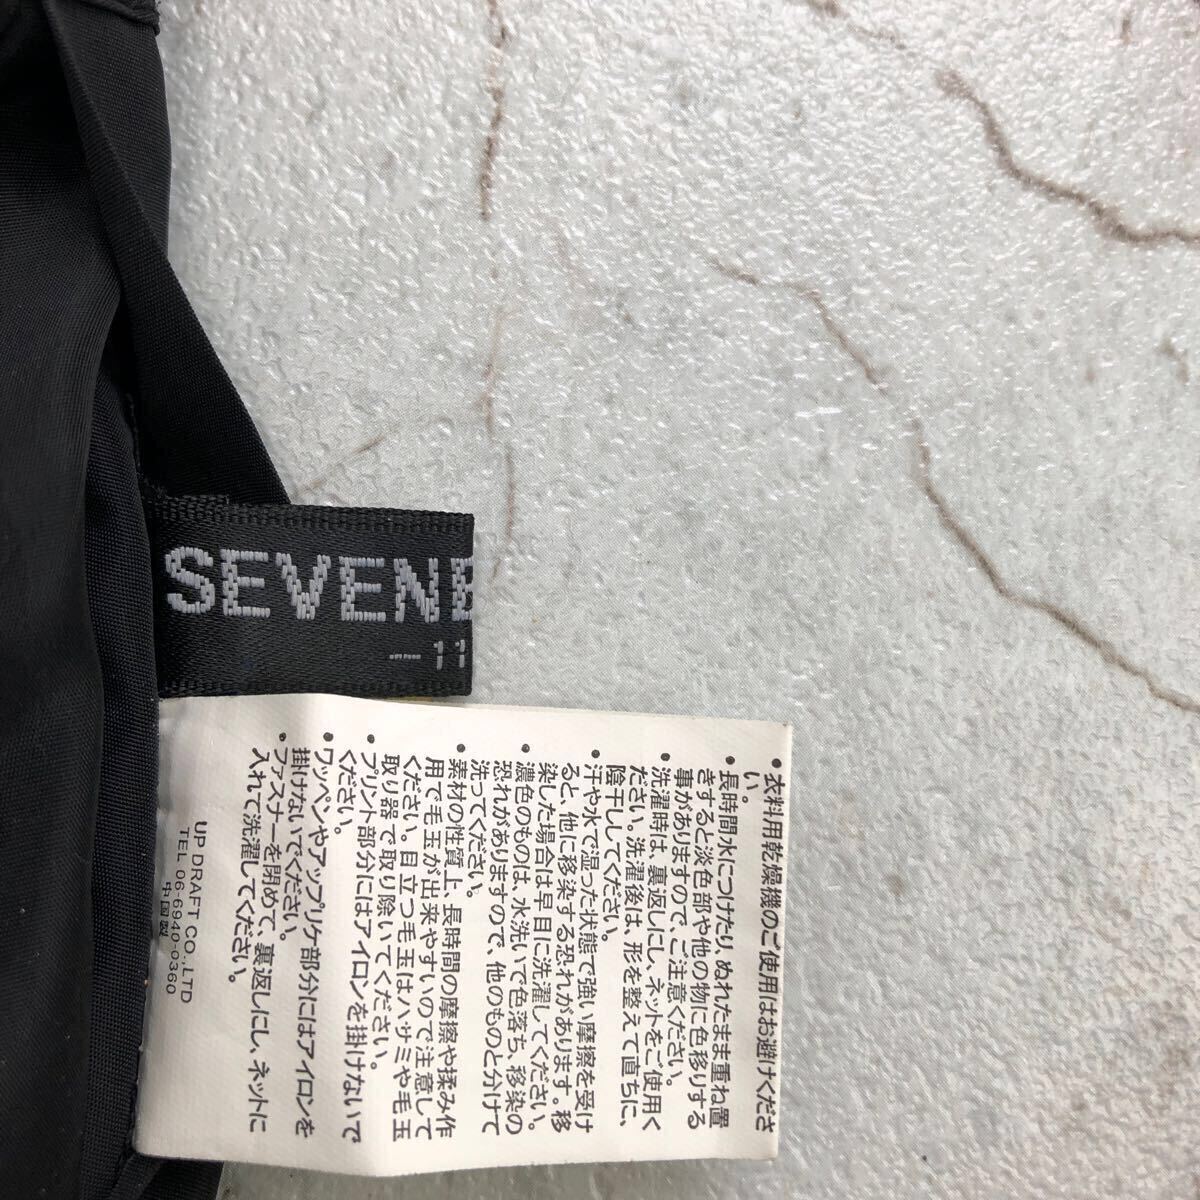 SEVENB
-11
・衣料用乾燥機のご使用はお避けくださ
い。
・長時間水につけたり、ぬれたまま重ね置
きすると淡色部や他の物に色移りする
事がありますので、ご注意ください。
・洗濯時は、裏返しにし、ネットをご使用く
ださい。洗濯後は、形を整えて直ちに、
陰干ししてください。
・汗や水で湿った状態で強い摩擦を受け
ると、他に移染する恐れがあります。移
染した場合は早目に洗濯してください。
・濃色のものは、水洗いで色落ち、移染の
恐れがありますので、他のものと分けて
洗ってください。
・素材の性質上、長時間の摩擦や揉み作
用で毛玉が出来やすいので注意して
ください。目立つ毛玉はハサミや毛玉
取り器で取り除いてください。
・プリント部分にはアイロンを掛けないで
ください。
・ワッペンやアップリケ部分にはアイロンを
掛けないでください。
・ファスナーを閉めて、裏返しにし、ネットに
入れて洗濯してください。
UP DRAFT CO.,LTD
TEL 06-6940-0360
中国製